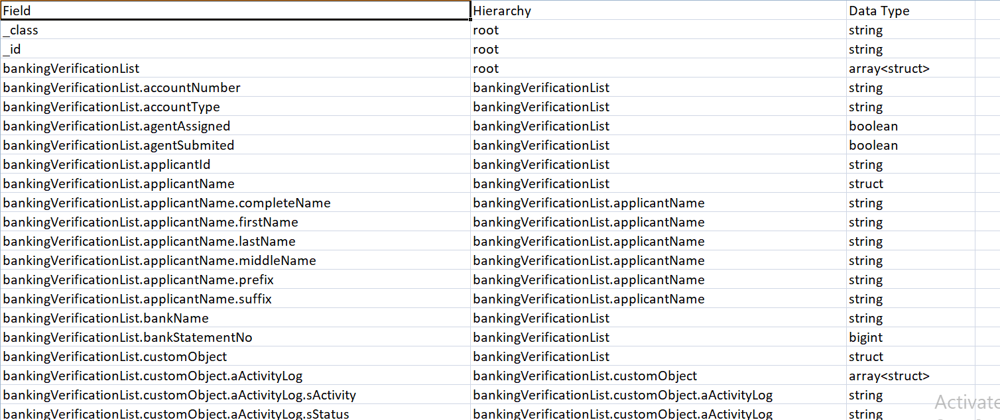 Field Hierarchy Data Type
_class root string
_id root string
bankingVerificationList root array<struct>
bankingVerificationList.accountNumber bankingVerificationList string
bankingVerificationList.accountType bankingVerificationList string
bankingVerificationList.agentAssigned bankingVerificationList boolean
bankingVerificationList.agentSubmited bankingVerificationList boolean
bankingVerificationList.applicantId bankingVerificationList string
bankingVerificationList.applicantName bankingVerificationList struct
bankingVerificationList.applicantName.completeName bankingVerificationList.applicantName string
bankingVerificationList.applicantName.firstName bankingVerificationList.applicantName string
bankingVerificationList.applicantName.lastName bankingVerificationList.applicantName string
bankingVerificationList.applicantName.middleName bankingVerificationList.applicantName string
bankingVerificationList.applicantName.prefix bankingVerificationList.applicantName string
bankingVerificationList.applicantName.suffix bankingVerificationList.applicantName string
bankingVerificationList.bankName bankingVerificationList string
bankingVerificationList.bankStatementNo bankingVerificationList bigint
bankingVerificationList.customObject bankingVerificationList struct
bankingVerificationList.customObject.aActivityLog bankingVerificationList.customObject array<struct>
bankingVerificationList.customObject.aActivityLog.sActivity bankingVerificationList.customObject.aActivityLog string
Activate
bankingVerificationList.customObject.aActivityLog.sStatus bankingVerificationList.customObject.aActivityLog string